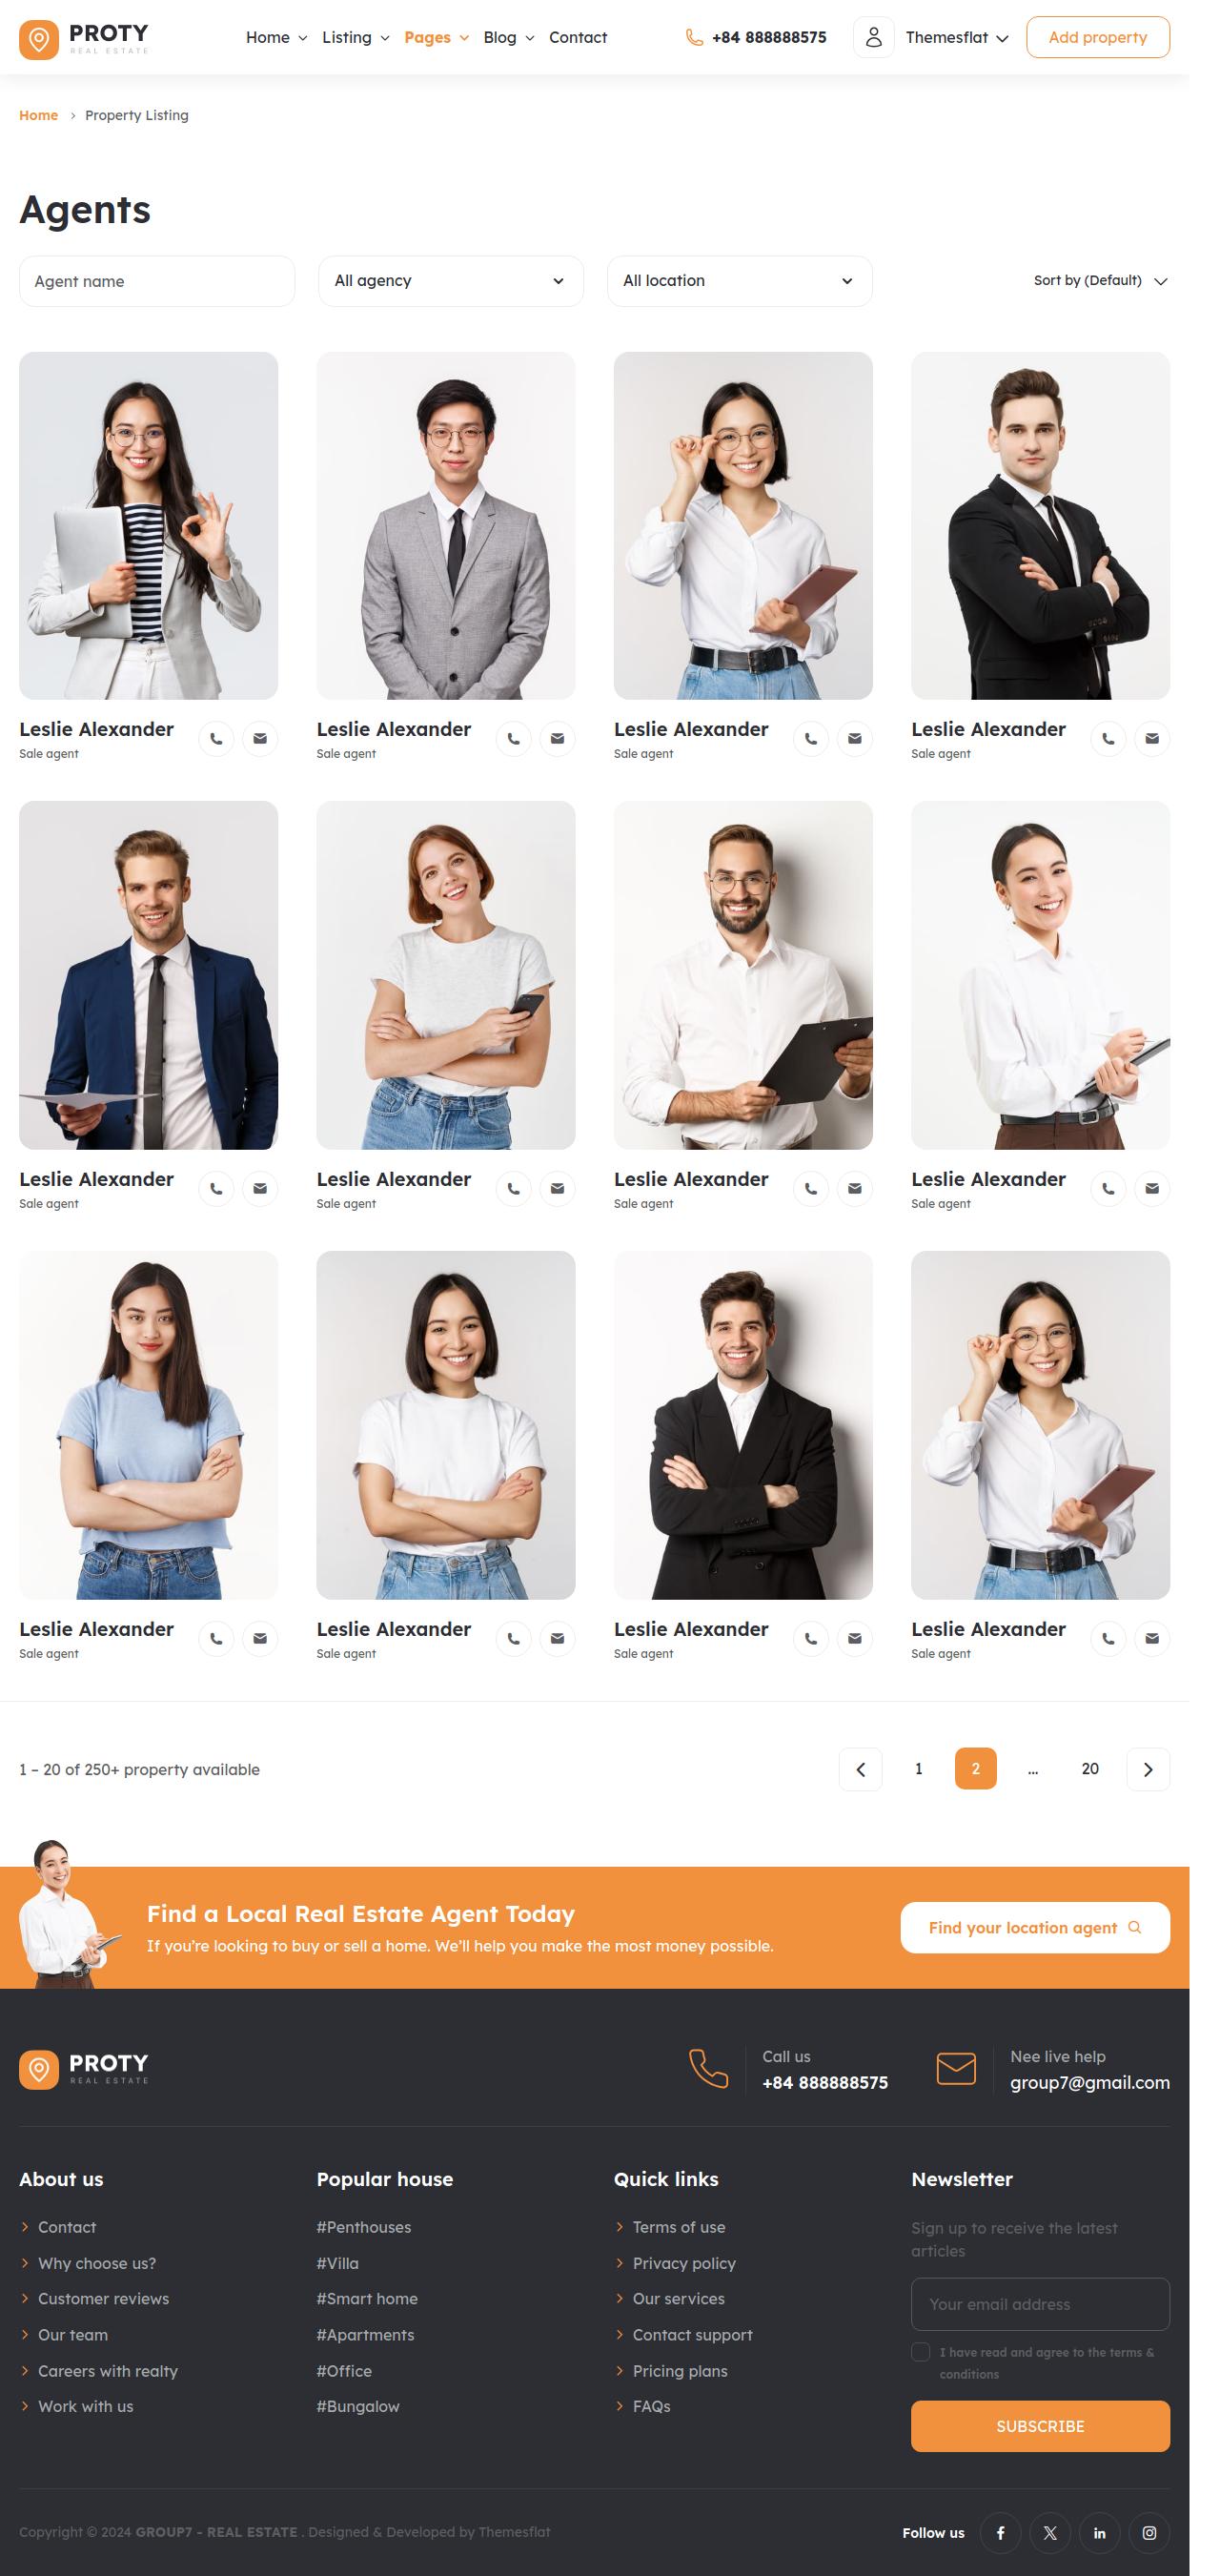 PROTY
REAL ESTATE
Home Listing Pages Blog Contact
+84 888888575
Themesflat
Add property
Home > Property Listing
Agents
Agent name
All agency
All location
Sort by (Default)
Leslie Alexander
Sale agent
Leslie Alexander
Sale agent
Leslie Alexander
Sale agent
Leslie Alexander
Sale agent
Leslie Alexander
Sale agent
Leslie Alexander
Sale agent
Leslie Alexander
Sale agent
Leslie Alexander
Sale agent
Leslie Alexander
Sale agent
Leslie Alexander
Sale agent
Leslie Alexander
Sale agent
Leslie Alexander
Sale agent
1 – 20 of 250+ property available
1 2 ... 20
Find a Local Real Estate Agent Today
If you’re looking to buy or sell a home. We’ll help you make the most money possible.
Find your location agent
PROTY
REAL ESTATE
Call us
+84 888888575
Nee live help
group7@gmail.com
About us
Contact
Why choose us?
Customer reviews
Our team
Careers with realty
Work with us
Popular house
#Penthouses
#Villa
#Smart home
#Apartments
#Office
#Bungalow
Quick links
Terms of use
Privacy policy
Our services
Contact support
Pricing plans
FAQs
Newsletter
Sign up to receive the latest
articles
Your email address
I have read and agree to the terms &
conditions
SUBSCRIBE
Copyright © 2024 GROUP7 - REAL ESTATE . Designed & Developed by Themesflat
Follow us